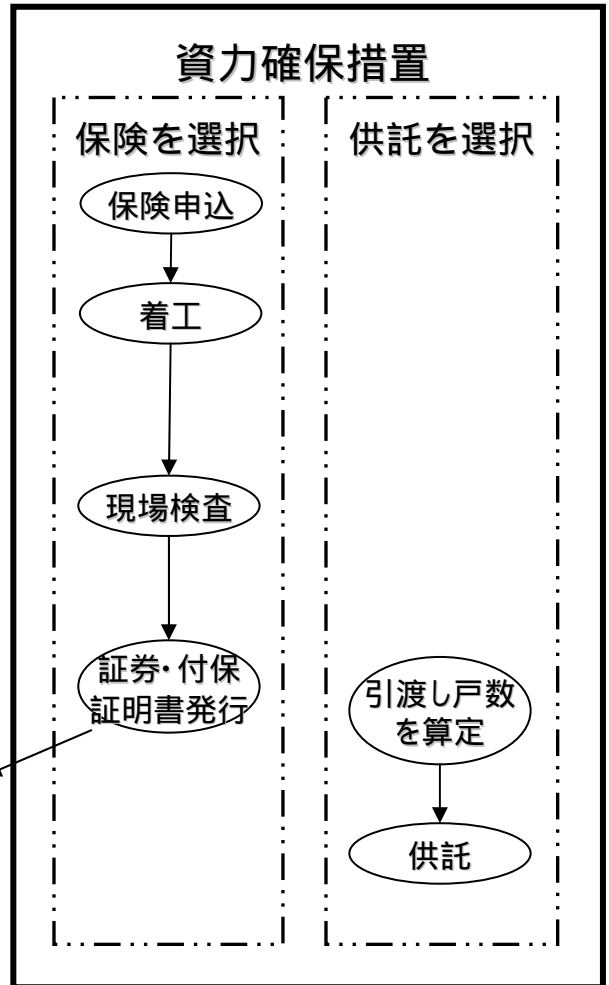 資力確保措置
保険を選択
保険申込
着工
現場検査
証券・付保
証明書発行
供託を選択
引渡し戸数
を算定
供託